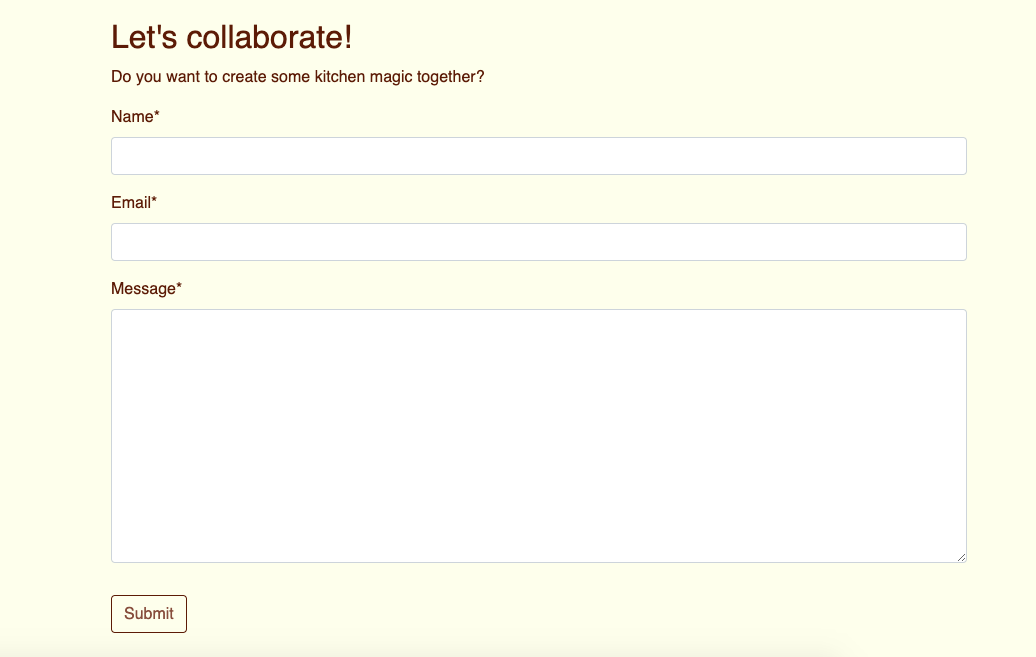 Let's collaborate!
Do you want to create some kitchen magic together?
Name*
Email*
Message*
Submit